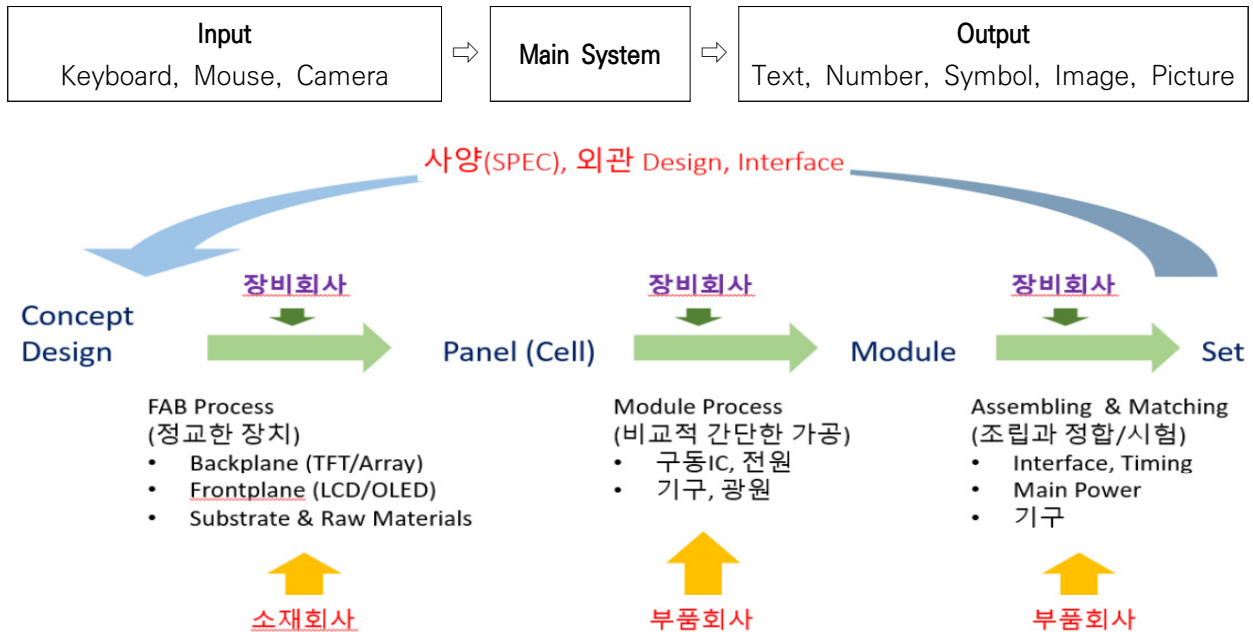 Input
Keyboard, Mouse, Camera
⇨
Main System
⇨
Output
Text, Number, Symbol, Image, Picture
사양(SPEC), 외관 Design, Interface
장비회사
장비회사
장비회사
Concept
Design
Panel (Cell)
Module
Set
FAB Process
(정교한 장치)
• Backplane (TFT/Array)
• Frontplane (LCD/OLED)
• Substrate & Raw Materials
Module Process
(비교적 간단한 가공)
• 구동IC, 전원
• 기구, 광원
Assembling & Matching
(조립과 정합/시험)
• Interface, Timing
• Main Power
• 기구
소재회사
부품회사
부품회사